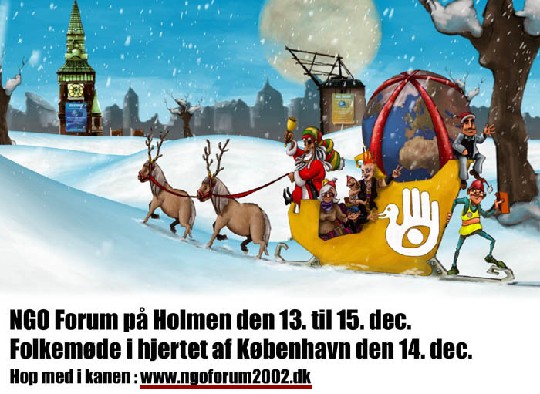 NGO Forum på Holmen den 13. til 15. dec.
Folkemøde i hjertet af København den 14. dec.
Hop med i kanen : www.ngoforum2002.dk